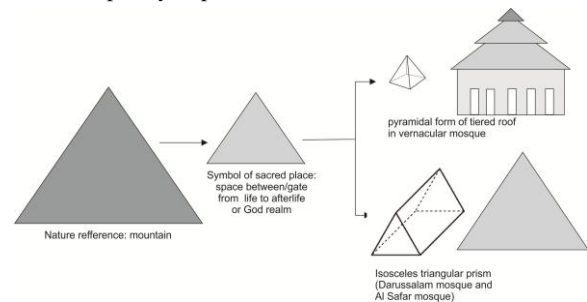 Nature refference: mountain
Symbol of sacred place:
space between/gate
from life to afterlife
or God realm
pyramidal form of tiered roof
in vernacular mosque
Isosceles triangular prism
(Darussalam mosque and
Al Safar mosque)